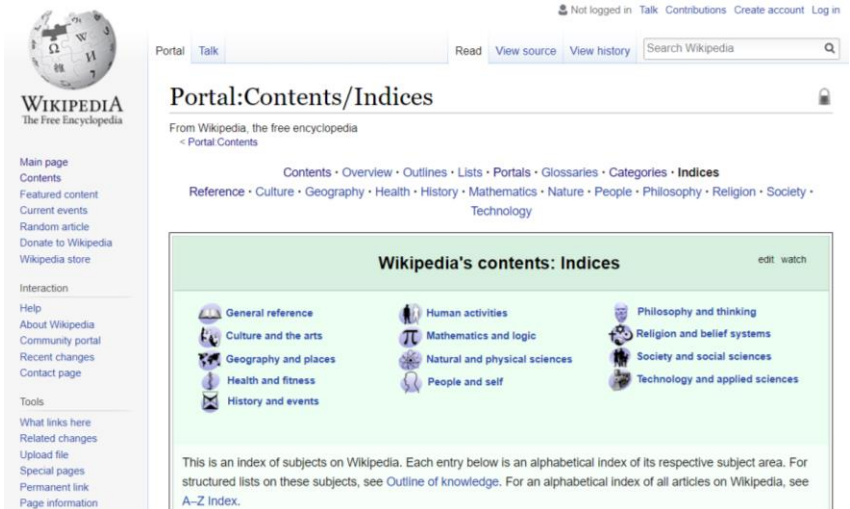 Not logged in Talk Contributions Create account Log in
WIKIPEDIA
The Free Encyclopedia
Portal Talk Read View source View history Search Wikipedia
Portal:Contents/Indices
From Wikipedia, the free encyclopedia
< Portal:Contents
Contents · Overview · Outlines · Lists · Portals · Glossaries · Categories · Indices
Reference · Culture · Geography · Health · History · Mathematics · Nature · People · Philosophy · Religion · Society ·
Technology
Main page
Contents
Featured content
Current events
Random article
Donate to Wikipedia
Wikipedia store
Interaction
Help
About Wikipedia
Community portal
Recent changes
Contact page
Tools
What links here
Related changes
Upload file
Special pages
Permanent link
Page information
Wikipedia's contents: Indices
edit watch
General reference
Culture and the arts
Geography and places
Health and fitness
History and events
Human activities
Mathematics and logic
Natural and physical sciences
People and self
Philosophy and thinking
Religion and belief systems
Society and social sciences
Technology and applied sciences
This is an index of subjects on Wikipedia. Each entry below is an alphabetical index of its respective subject area. For
structured lists on these subjects, see Outline of knowledge. For an alphabetical index of all articles on Wikipedia, see
A–Z Index.